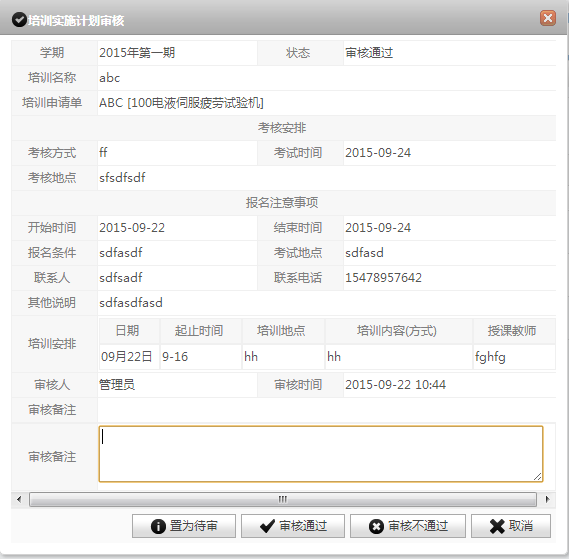 培训实施计划审核
学期 2015年第一期 状态 审核通过
培训名称 abc
培训申请单 ABC [100电液伺服疲劳试验机]
考核安排
考核方式 ff 考试时间 2015-09-24
考核地点 sfsdfsdf
报名注意事项
开始时间 2015-09-22 结束时间 2015-09-24
报名条件 sdfasdf 考试地点 sdfasd
联系人 sdfsadf 联系电话 15478957642
其他说明 sdfasdfasd
日期 起止时间 培训地点 培训内容(方式) 授课教师
培训安排
09月22日 9-16 hh hh fghfg
审核人 管理员 审核时间 2015-09-22 10:44
审核备注
审核备注
置为待审 审核通过 审核不通过 取消